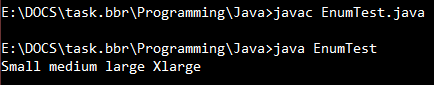 E:\DOCS\task.bbr\Programming\Java>javac EnumTest.java
E:\DOCS\task.bbr\Programming\Java>java EnumTest
Small medium large Xlarge